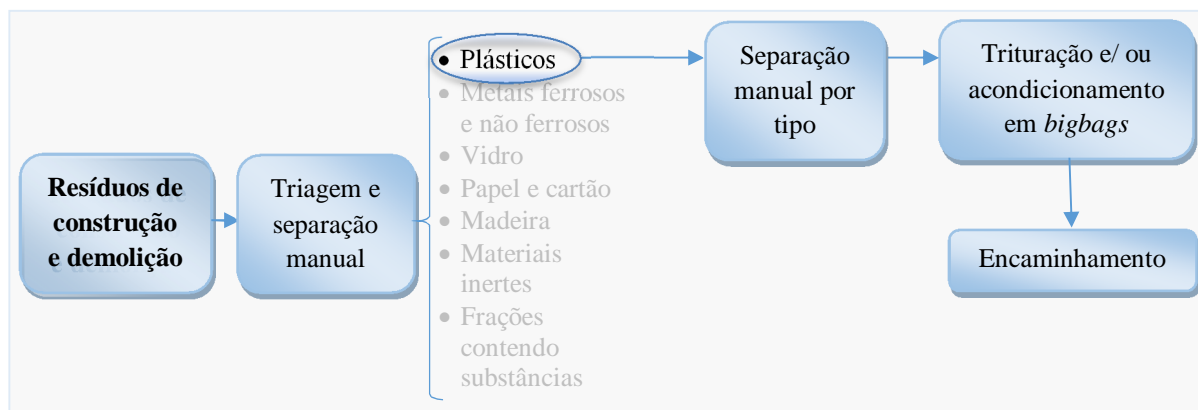 Resíduos de
construção
e demolição
Triagem e
separação
manual
• Plásticos
• Metais ferrosos
e não ferrosos
• Vidro
• Papel e cartão
• Madeira
• Materiais
inertes
• Frações
contendo
substâncias
Separação
manual por
tipo
Trituração e/ ou
acondicionamento
em bigbags
Encaminhamento